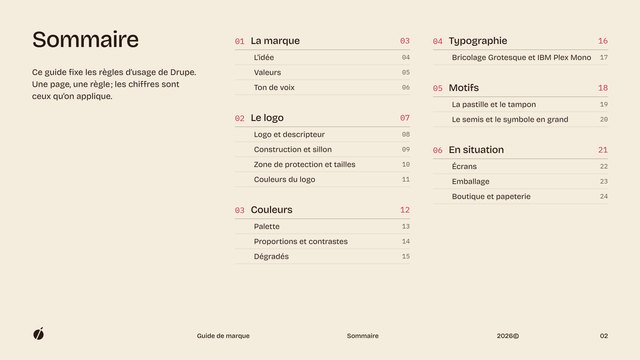 Sommaire
Ce guide fixe les règles d'usage de Drupe.
Une page, une règle ; les chiffres sont
ceux qu'on applique.
01 La marque 03
L'idée 04
Valeurs 05
Ton de voix 06
02 Le logo 07
Logo et descripteur 08
Construction et sillon 09
Zone de protection et tailles 10
Couleurs du logo 11
03 Couleurs 12
Palette 13
Proportions et contrastes 14
Dégradés 15
04 Typographie 16
Bricolage Grotesque et IBM Plex Mono 17
05 Motifs 18
La pastille et le tampon 19
Le semis et le symbole en grand 20
06 En situation 21
Écrans 22
Emballage 23
Boutique et papeterie 24
Guide de marque Sommaire 2026© 02